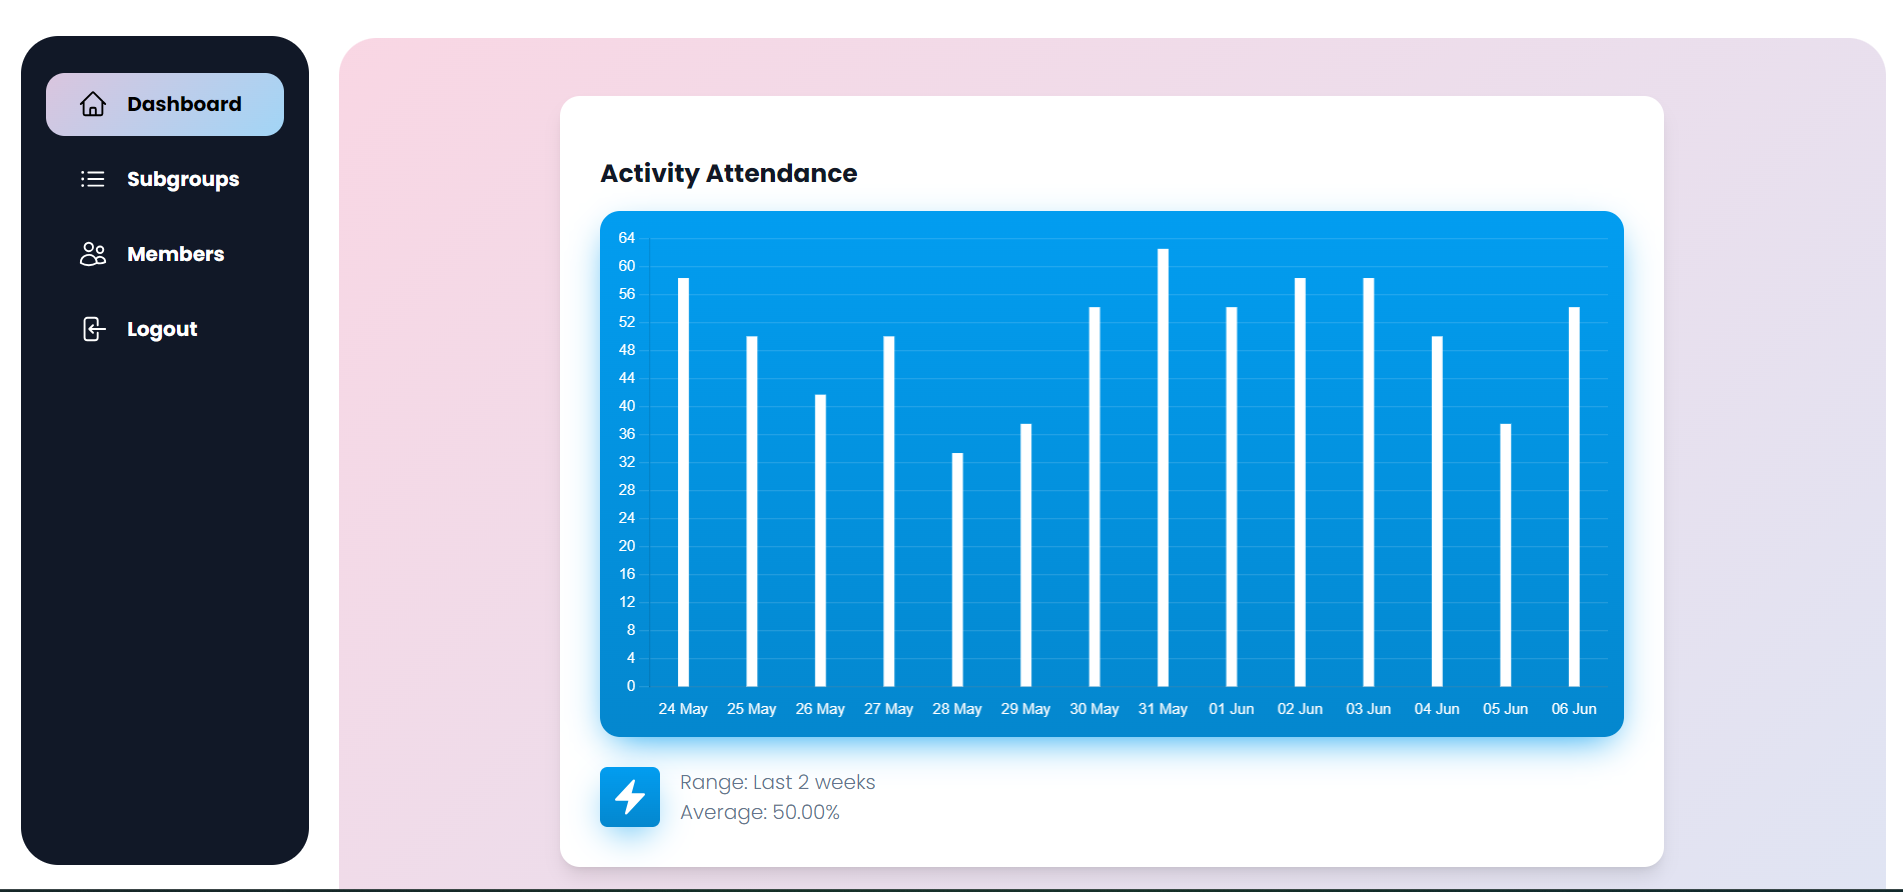 Dashboard
Subgroups
Members
Logout
Activity Attendance
64
60
56
52
48
44
40
36
32
28
24
20
16
12
8
4
0
24 May 25 May 26 May 27 May 28 May 29 May 30 May 31 May 01 Jun 02 Jun 03 Jun 04 Jun 05 Jun 06 Jun
Range: Last 2 weeks
Average: 50.00%